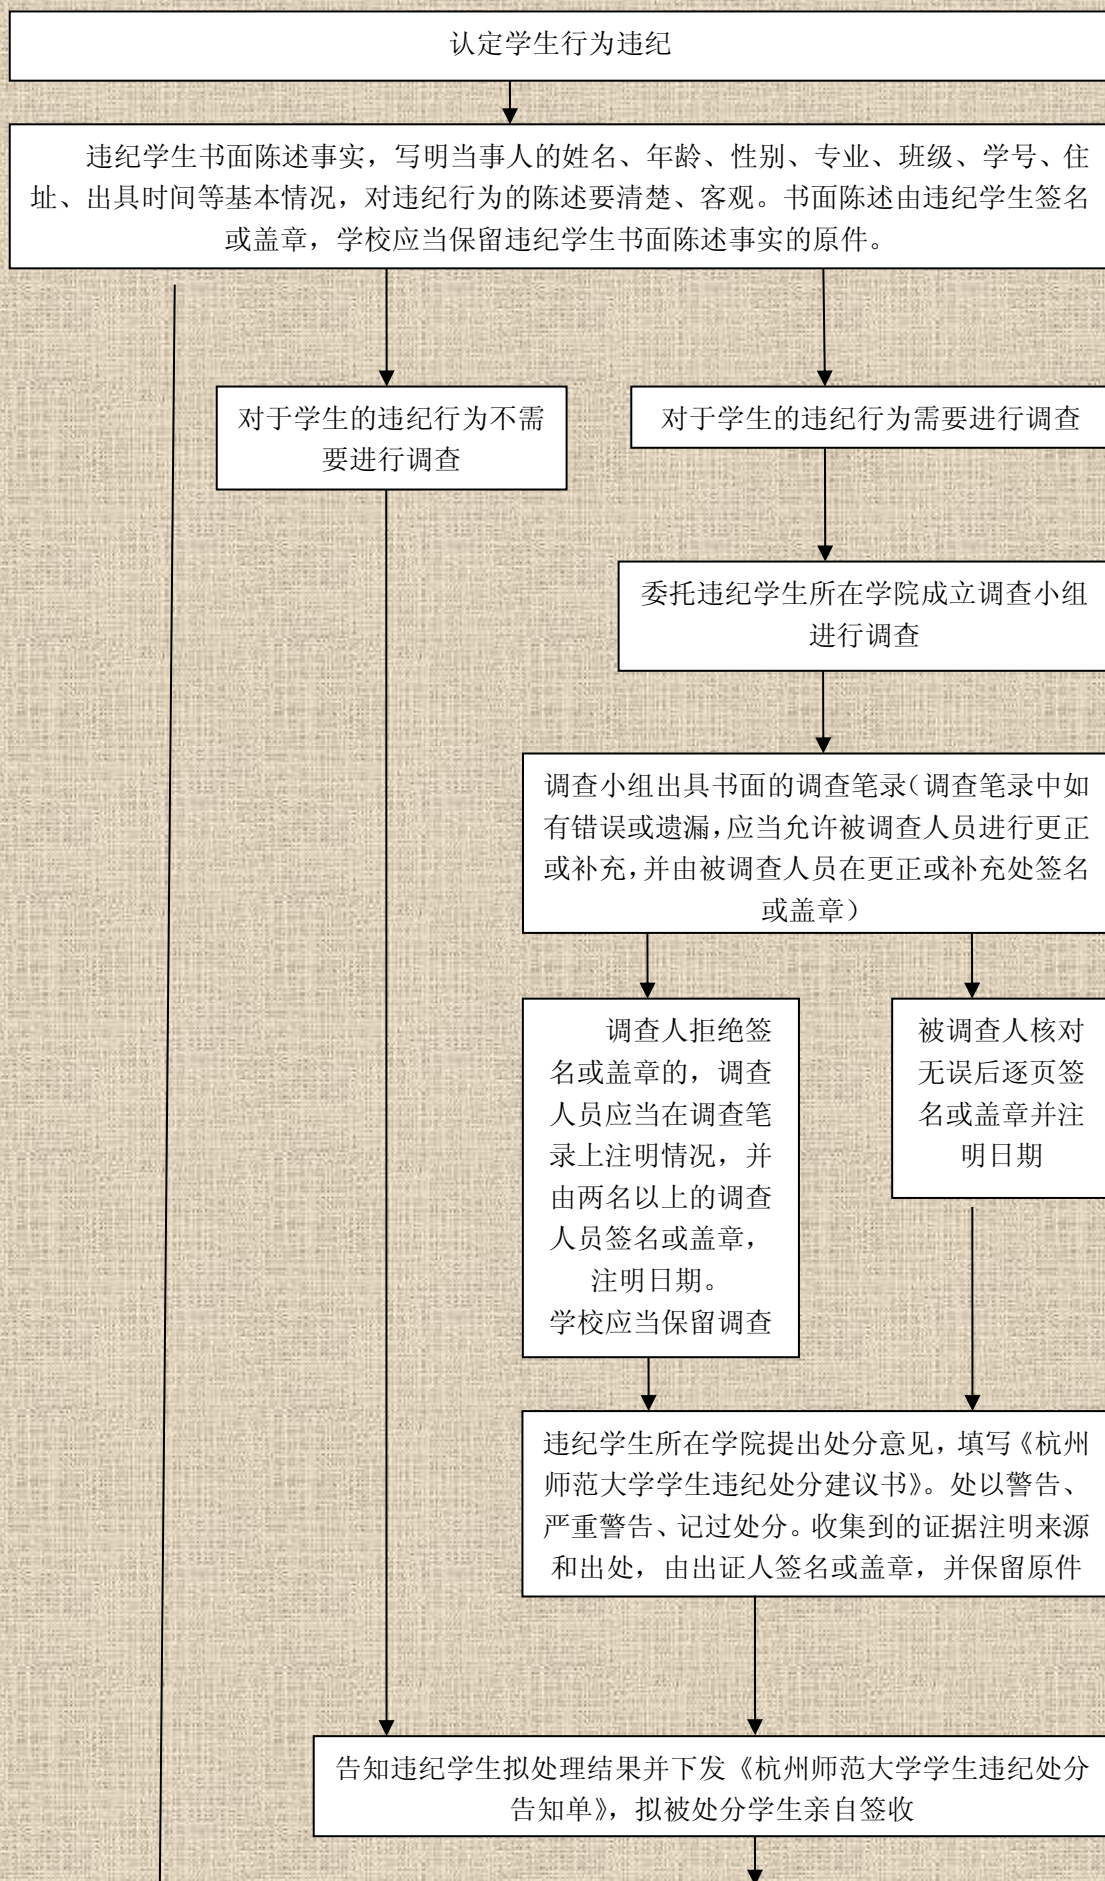 认定学生行为违纪
违纪学生书面陈述事实，写明当事人的姓名、年龄、性别、专业、班级、学号、住
址、出具时间等基本情况，对违纪行为的陈述要清楚、客观。书面陈述由违纪学生签名
或盖章，学校应当保留违纪学生书面陈述事实的原件。
对于学生的违纪行为不需
要进行调查
对于学生的违纪行为需要进行调查
委托违纪学生所在学院成立调查小组
进行调查
调查小组出具书面的调查笔录（调查笔录中如
有错误或遗漏，应当允许被调查人员进行更正
或补充，并由被调查人员在更正或补充处签名
或盖章）
调查人拒绝签
名或盖章的，调查
人员应当在调查笔
录上注明情况，并
由两名以上的调查
人员签名或盖章，
注明日期。
学校应当保留调查
被调查人核对
无误后逐页签
名或盖章并注
明日期
违纪学生所在学院提出处分意见，填写《杭州
师范大学学生违纪处分建议书》。处以警告、
严重警告、记过处分。收集到的证据注明来源
和出处，由出证人签名或盖章，并保留原件
告知违纪学生拟处理结果并下发《杭州师范大学学生违纪处分
告知单》，拟被处分学生亲自签收